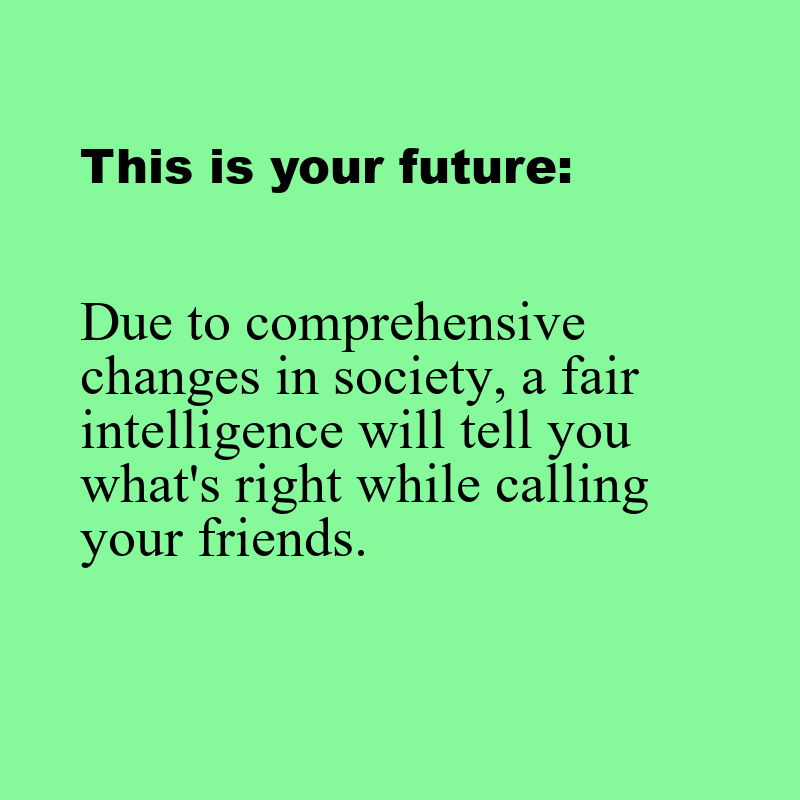 This is your future:
Due to comprehensive
changes in society, a fair
intelligence will tell you
what's right while calling
your friends.